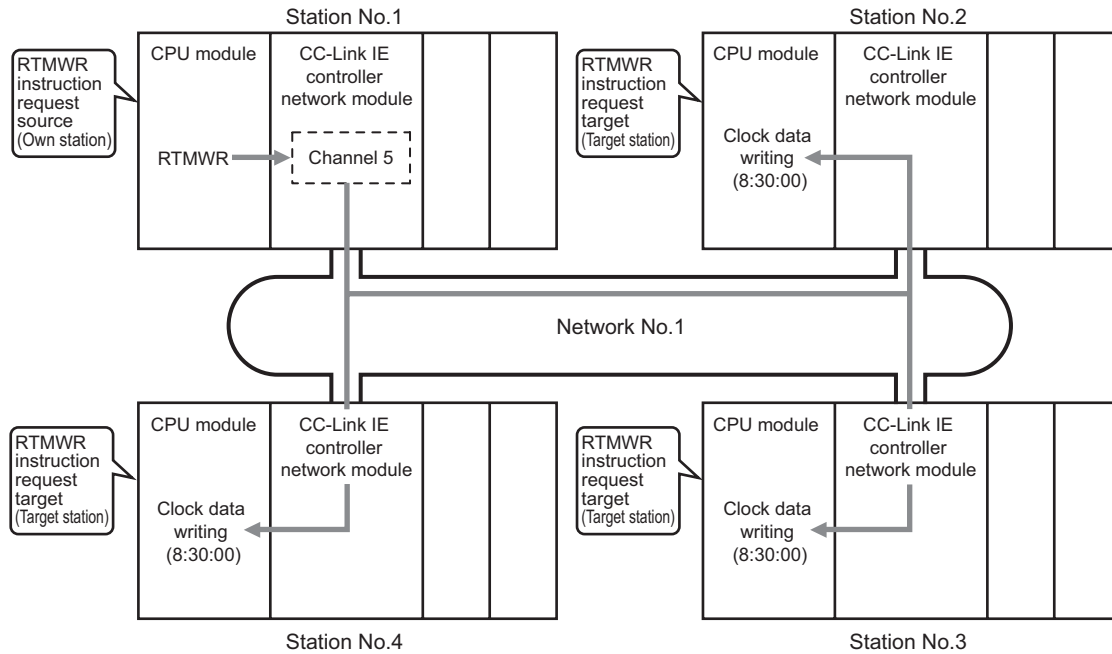 Station No.1
RTMWR
instruction
request
source
(Own station)
CPU module
CC-Link IE
controller
network module
RTMWR
Channel 5
Station No.2
RTMWR
instruction
request
target
(Target station)
CPU module
CC-Link IE
controller
network module
Clock data
writing
(8:30:00)
Network No.1
RTMWR
instruction
request
target
(Target station)
CPU module
CC-Link IE
controller
network module
Clock data
writing
(8:30:00)
Station No.4
RTMWR
instruction
request
target
(Target station)
CPU module
CC-Link IE
controller
network module
Clock data
writing
(8:30:00)
Station No.3